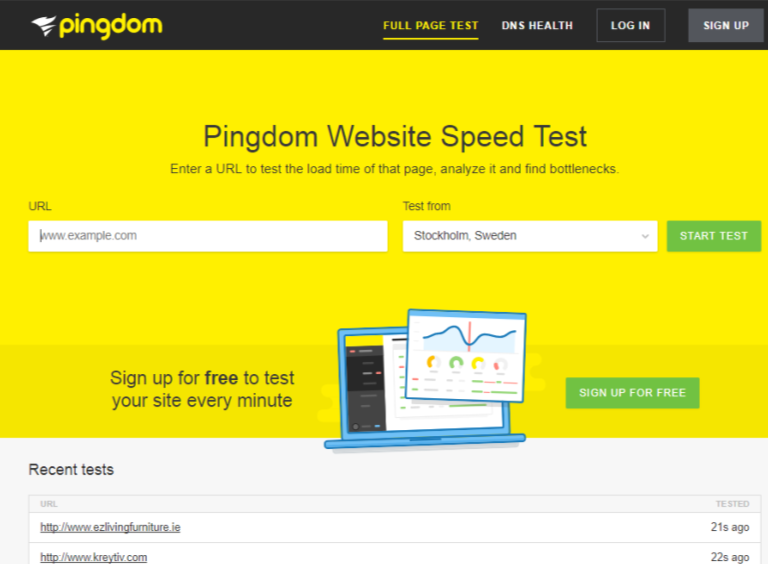 pingdom
FULL PAGE TEST
DNS HEALTH
LOG IN
SIGN UP
Pingdom Website Speed Test
Enter a URL to test the load time of that page, analyze it and find bottlenecks.
URL
Test from
www.example.com
Stockholm, Sweden
START TEST
Sign up for free to test
your site every minute
SIGN UP FOR FREE
Recent tests
URL
TESTED
http://www.ezlivingfurniture.ie
21s ago
http://www.kreytiv.com
22s ago